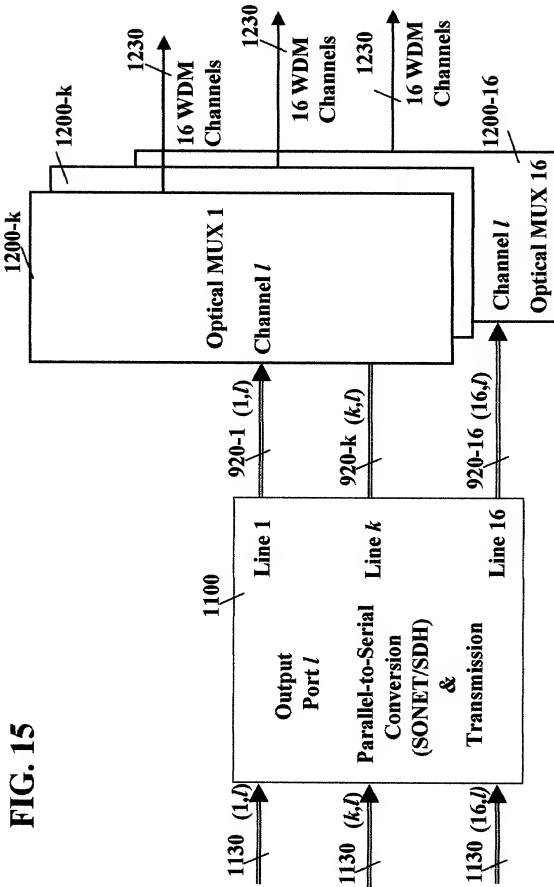 FIG. 15
1130 (1,l)
1130 (k,l)
1130 (16,l)
1100
Output
Port l
Parallel-to-Serial
Conversion
(SONET/SDH)
&
Transmission
Line 1
Line k
Line 16
920-1 (1,l)
920-k (k,l)
920-16 (16,l)
1200-k
Optical MUX 1
Channel l
1200-k
Channel l
Optical MUX 16
1200-16
1230
16 WDM
Channels
1230
16 WDM
Channels
1230
16 WDM
Channels